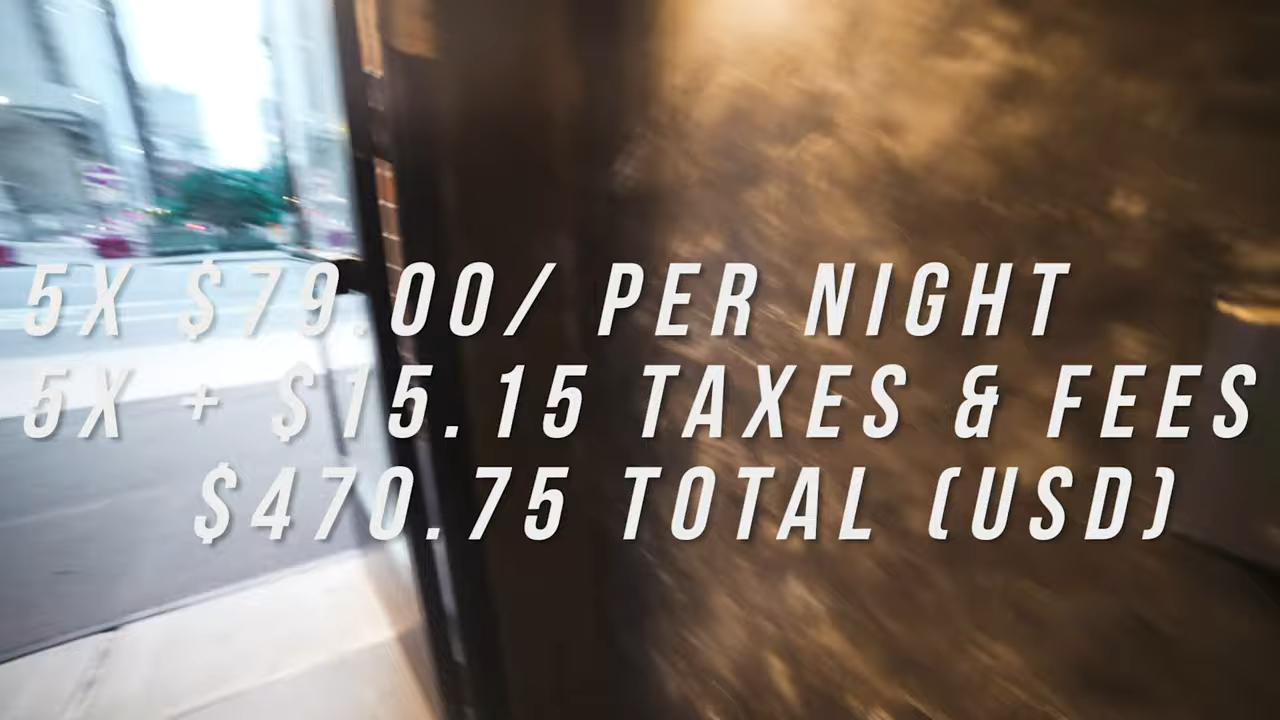 5X $79.00/ PER NIGHT
5X + $15.15 TAXES & FEES
$470.75 TOTAL (USD)